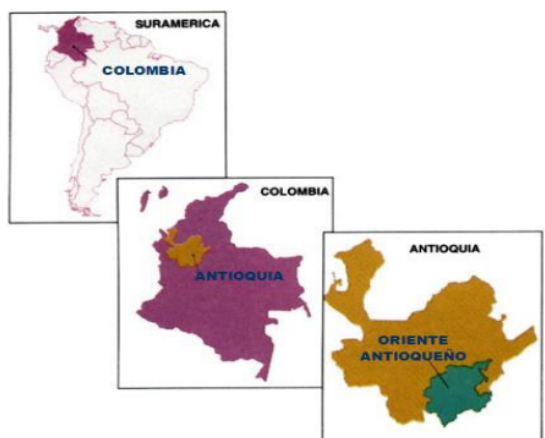 SURAMERICA
COLOMBIA
COLOMBIA
ANTIOQUIA
ANTIOQUIA
ORIENTE
ANTIOQUEÑO